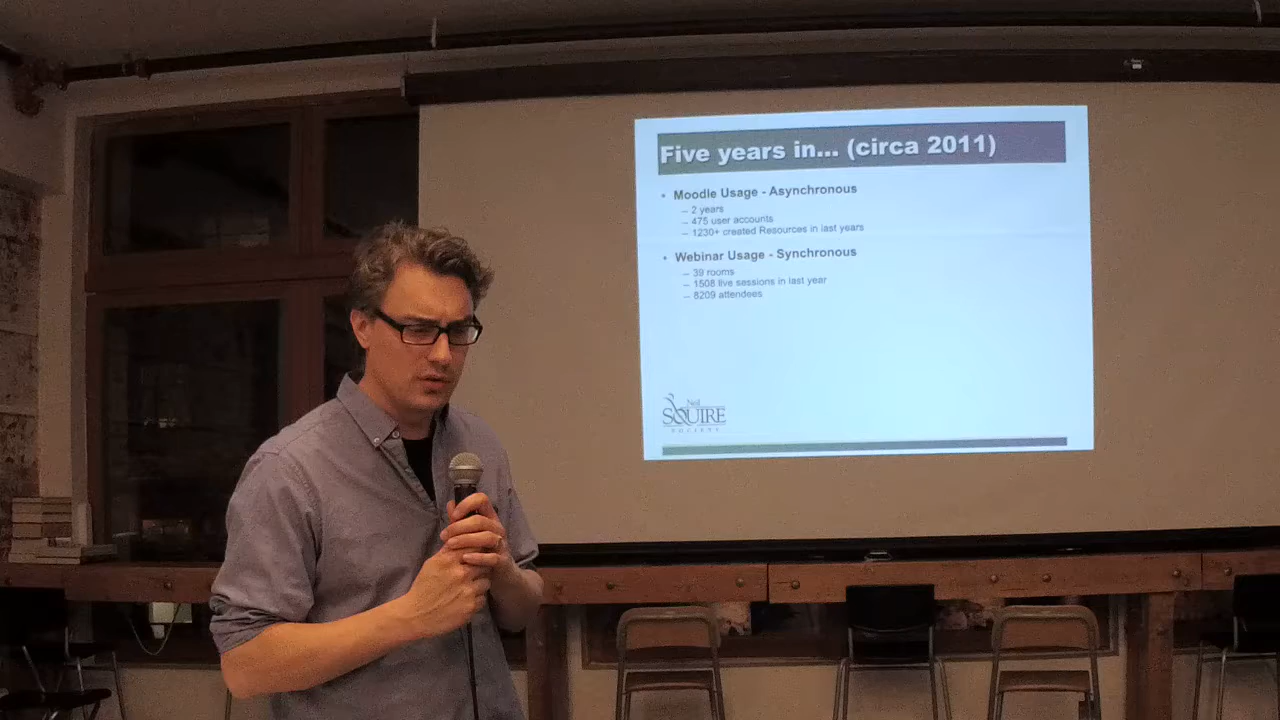 Five years in... (circa 2011)
• Moodle Usage - Asynchronous
– 2 years
– 475 user accounts
– 1230+ created Resources in last years
• Webinar Usage - Synchronous
– 39 rooms
– 1508 live sessions in last year
– 8209 attendees
Neil
SQUIRE
SOCIETY